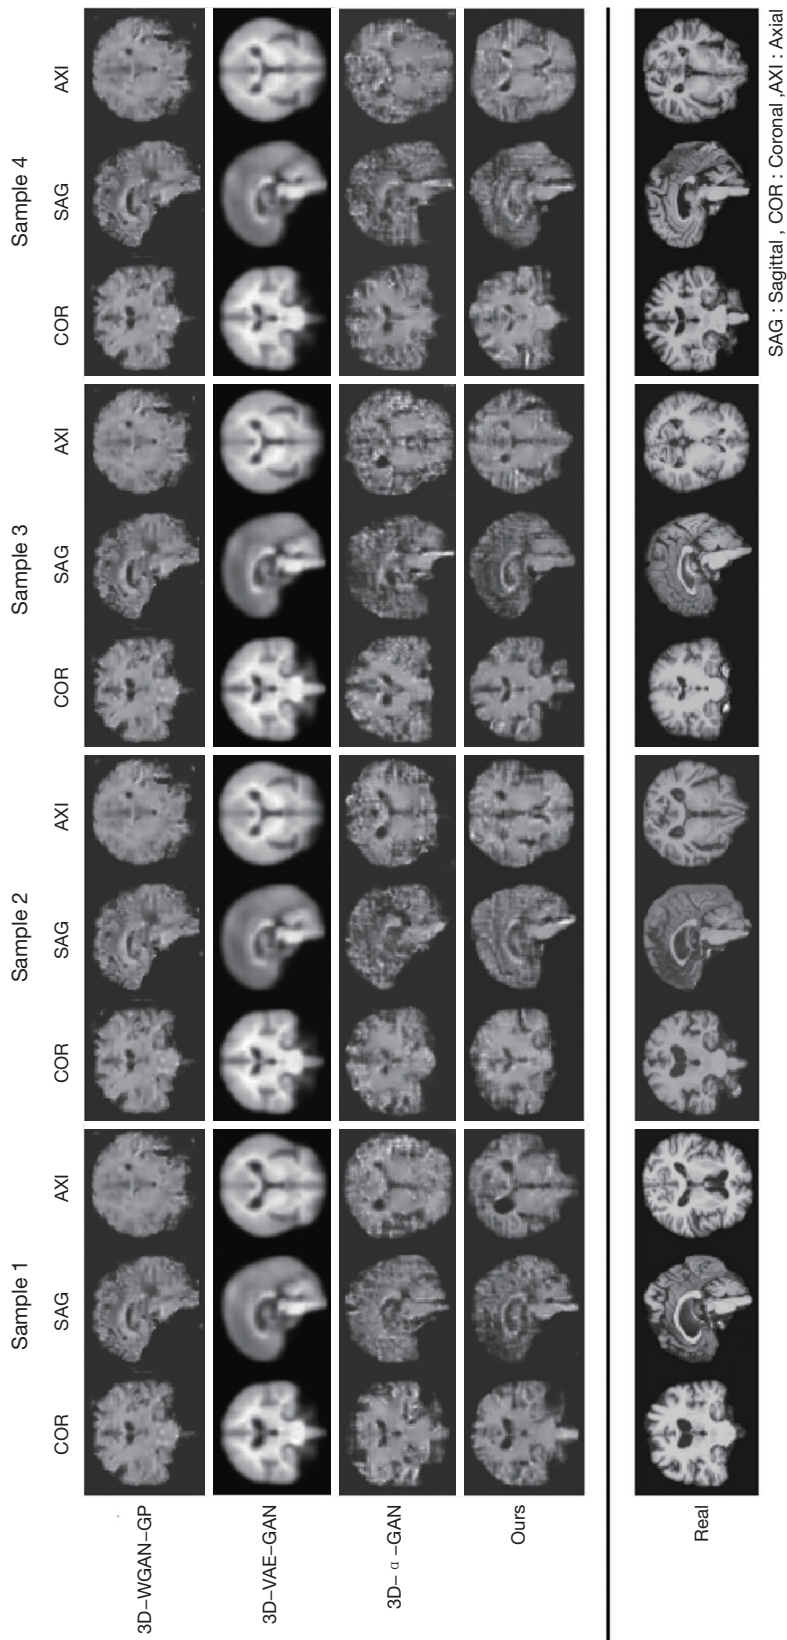 Sample 1
Sample 2
Sample 3
Sample 4
COR SAG AXI COR SAG AXI COR SAG AXI COR SAG AXI
3D−WGAN−GP
3D−VAE−GAN
3D− α −GAN
Ours
Real
SAG : Sagittal , COR : Coronal ,AXI : Axial